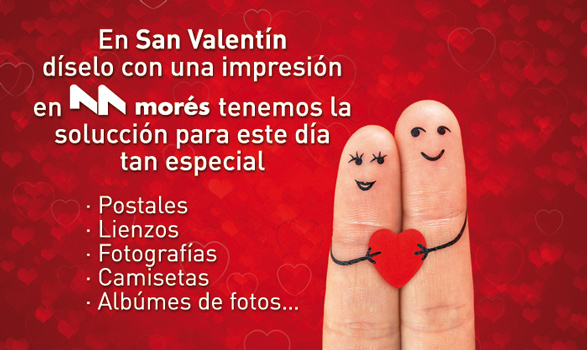 En San Valentín
díselo con una impresión
en morés tenemos la
solucción para este día
tan especial
· Postales
· Lienzos
· Fotografías
· Camisetas
· Albúmes de fotos...